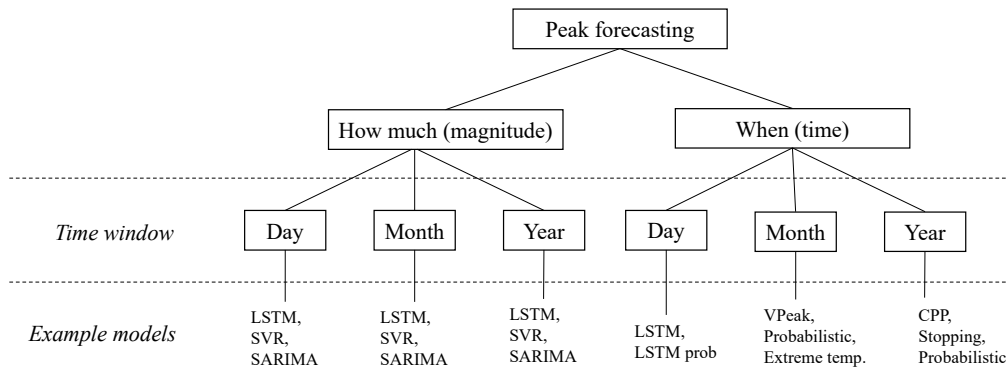 Peak forecasting
How much (magnitude)
When (time)
Time window
Day
Month
Year
Day
Month
Year
Example models
LSTM,
SVR,
SARIMA
LSTM,
SVR,
SARIMA
LSTM,
SVR,
SARIMA
LSTM,
LSTM prob
VPeak,
Probabilistic,
Extreme temp.
CPP,
Stopping,
Probabilistic